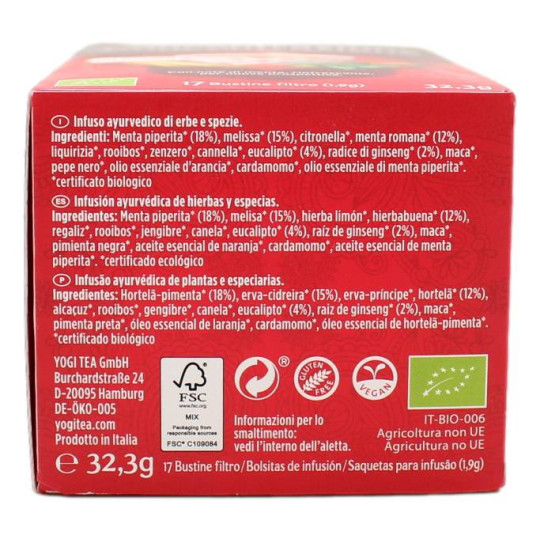 17 Bustine filtro (1,9g) 32,3g
I Infuso ayurvedico di erbe e spezie.
Ingredienti: Menta piperita* (18%), melissa* (15%), citronella*, menta romana* (12%),
liquirizia*, rooibos*, zenzero*, cannella*, eucalipto* (4%), radice di ginseng* (2%), maca*,
pepe nero*, olio essenziale d'arancia*, cardamomo*, olio essenziale di menta piperita*.
*certificato biologico
ES Infusión ayurvédica de hierbas y especias.
Ingredientes: Menta piperita* (18%), melisa* (15%), hierba limón*, hierbabuena* (12%),
regaliz*, rooibos*, jengibre*, canela*, eucalipto* (4%), raíz de ginseng* (2%), maca*,
pimienta negra*, aceite esencial de naranja*, cardamomo*, aceite esencial de menta
piperita*. *certificado ecológico
P Infusão ayurvédica de plantas e especiarias.
Ingredientes: Hortelã-pimenta* (18%), erva-cidreira* (15%), erva-príncipe*, hortelã* (12%),
alcaçuz*, rooibos*, gengibre*, canela*, eucalipto* (4%), raiz de ginseng* (2%), maca*,
pimenta preta*, óleo essencial de laranja*, cardamomo*, óleo essencial de hortelã-pimenta*.
*certificado biológico
YOGI TEA GmbH
Burchardstraße 24
D-20095 Hamburg
DE-ÖKO-005
yogitea.com
Prodotto in Italia
℮ 32,3g
FSC
www.fsc.org
MIX
Packaging from
responsible sources
FSC® C109084
®
GLUTEN FREE
VEGAN
Informazioni per lo
smaltimento:
vedi l'interno dell'aletta.
IT-BIO-006
Agricoltura non UE
Agricultura no UE
17 Bustine filtro/Bolsitas de infusión/Saquetas para infusão (1,9g)